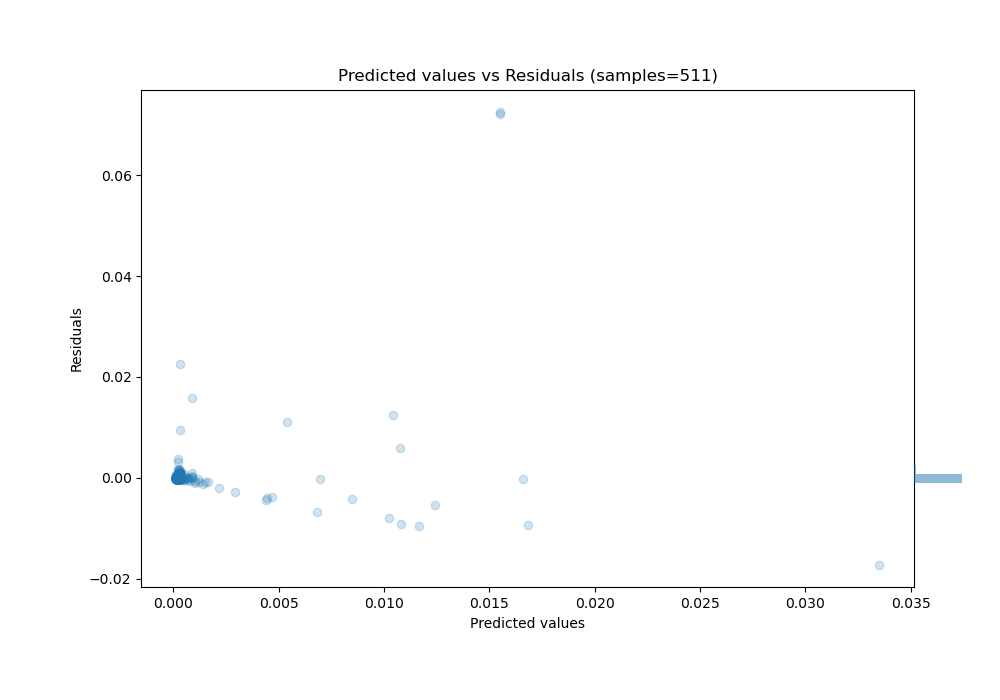 Predicted values vs Residuals (samples=511)
0.06
0.04
0.02
0.00
−0.02
Residuals
0.000 0.005 0.010 0.015 0.020 0.025 0.030 0.035
Predicted values